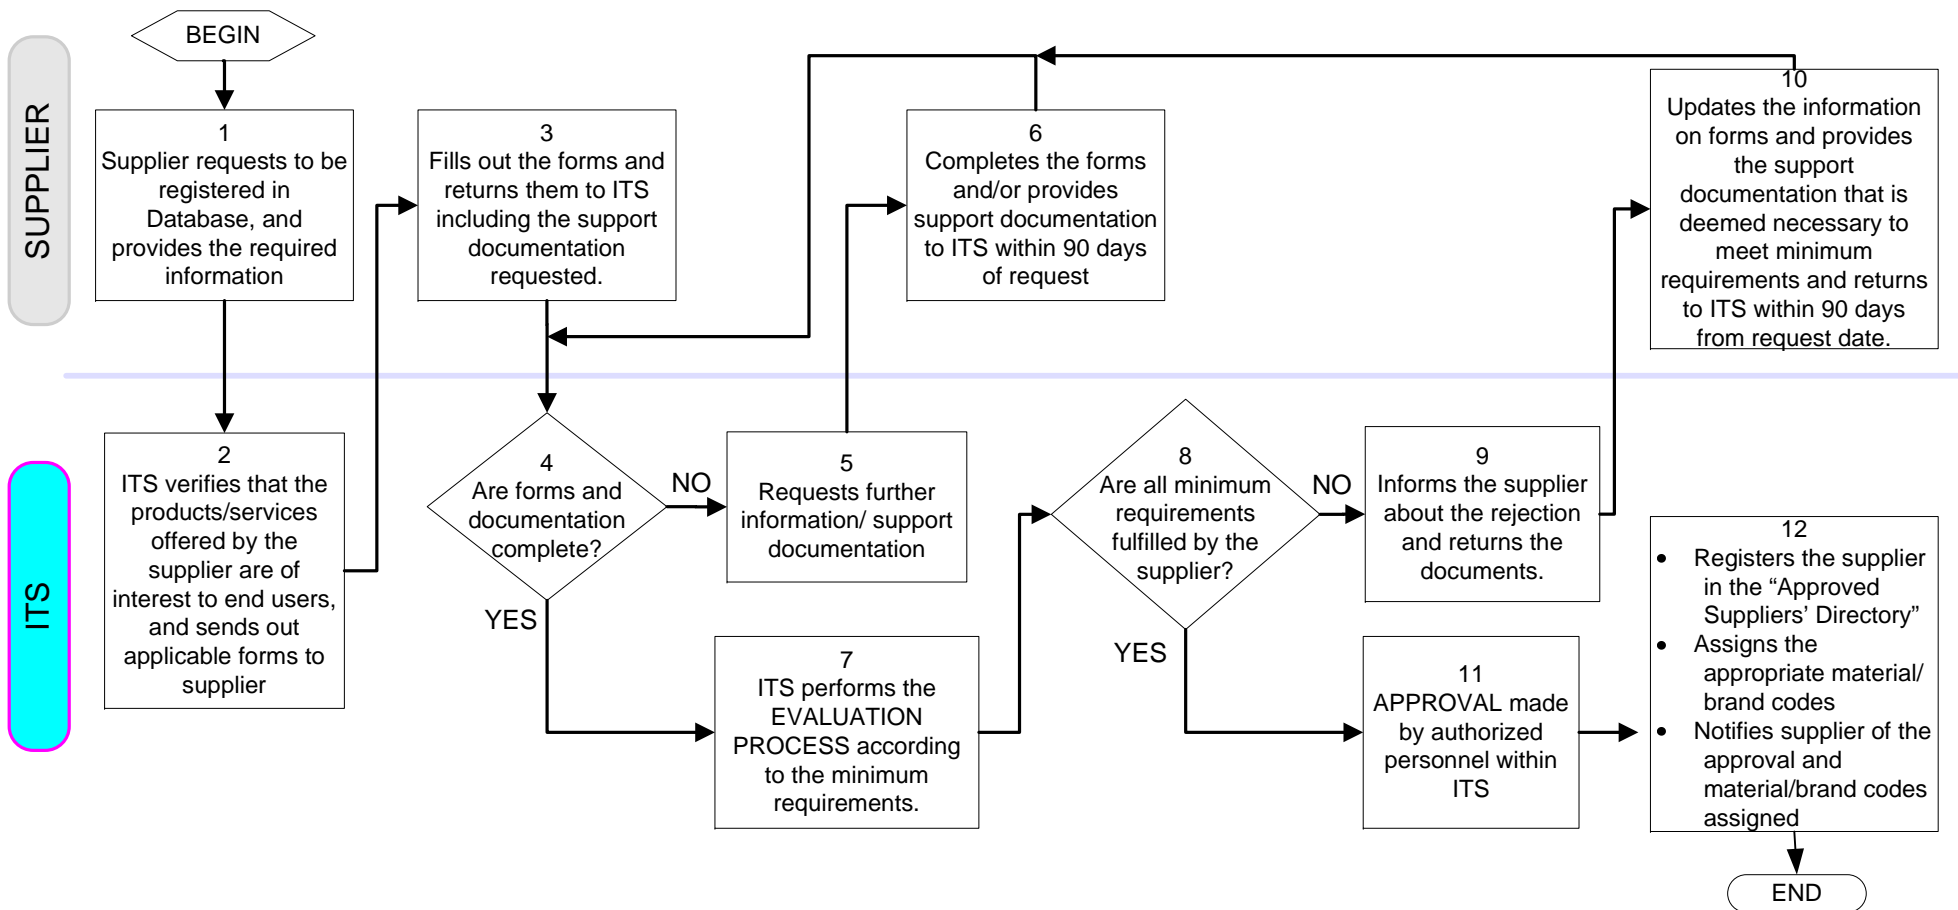 SUPPLIER
BEGIN
1
Supplier requests to be
registered in
Database, and
provides the required
information
3
Fills out the forms and
returns them to ITS
including the support
documentation
requested.
6
Completes the forms
and/or provides
support documentation
to ITS within 90 days
of request
10
Updates the information
on forms and provides
the support
documentation that is
deemed necessary to
meet minimum
requirements and returns
to ITS within 90 days
from request date.
ITS
2
ITS verifies that the
products/services
offered by the
supplier are of
interest to end users,
and sends out
applicable forms to
supplier
4
Are forms and
documentation
complete?
NO
YES
5
Requests further
information/ support
documentation
7
ITS performs the
EVALUATION
PROCESS according
to the minimum
requirements.
8
Are all minimum
requirements
fulfilled by the
supplier?
NO
YES
9
Informs the supplier
about the rejection
and returns the
documents.
11
APPROVAL made
by authorized
personnel within
ITS
12
• Registers the supplier
in the “Approved
Suppliers’ Directory”
• Assigns the
appropriate material/
brand codes
• Notifies supplier of the
approval and
material/brand codes
assigned
END